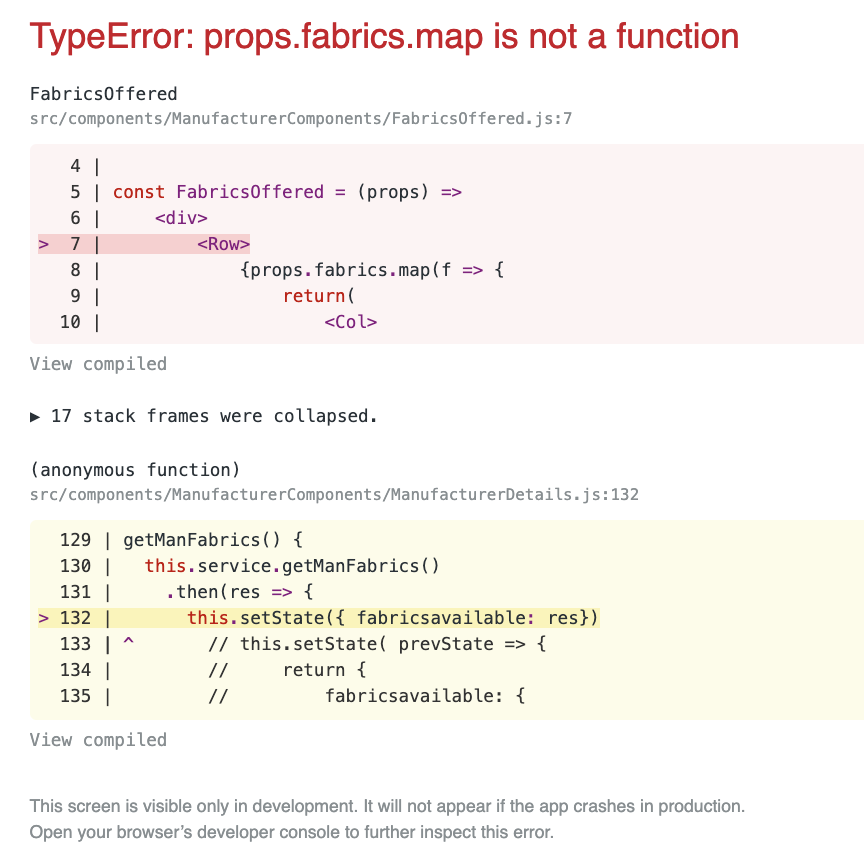 TypeError: props.fabrics.map is not a function
FabricsOffered
src/components/ManufacturerComponents/FabricsOffered.js:7
4 |
5 | const FabricsOffered = (props) =>
6 |     <div>
> 7 |         <Row>
8 |             {props.fabrics.map(f => {
9 |                 return(
10 |                     <Col>
View compiled
▶ 17 stack frames were collapsed.
(anonymous function)
src/components/ManufacturerComponents/ManufacturerDetails.js:132
129 | getManFabrics() {
130 |   this.service.getManFabrics()
131 |     .then(res => {
> 132 |       this.setState({ fabricsavailable: res})
133 | ^       // this.setState( prevState => {
134 |         //     return {
135 |         //         fabricsavailable: {
View compiled
This screen is visible only in development. It will not appear if the app crashes in production.
Open your browser’s developer console to further inspect this error.